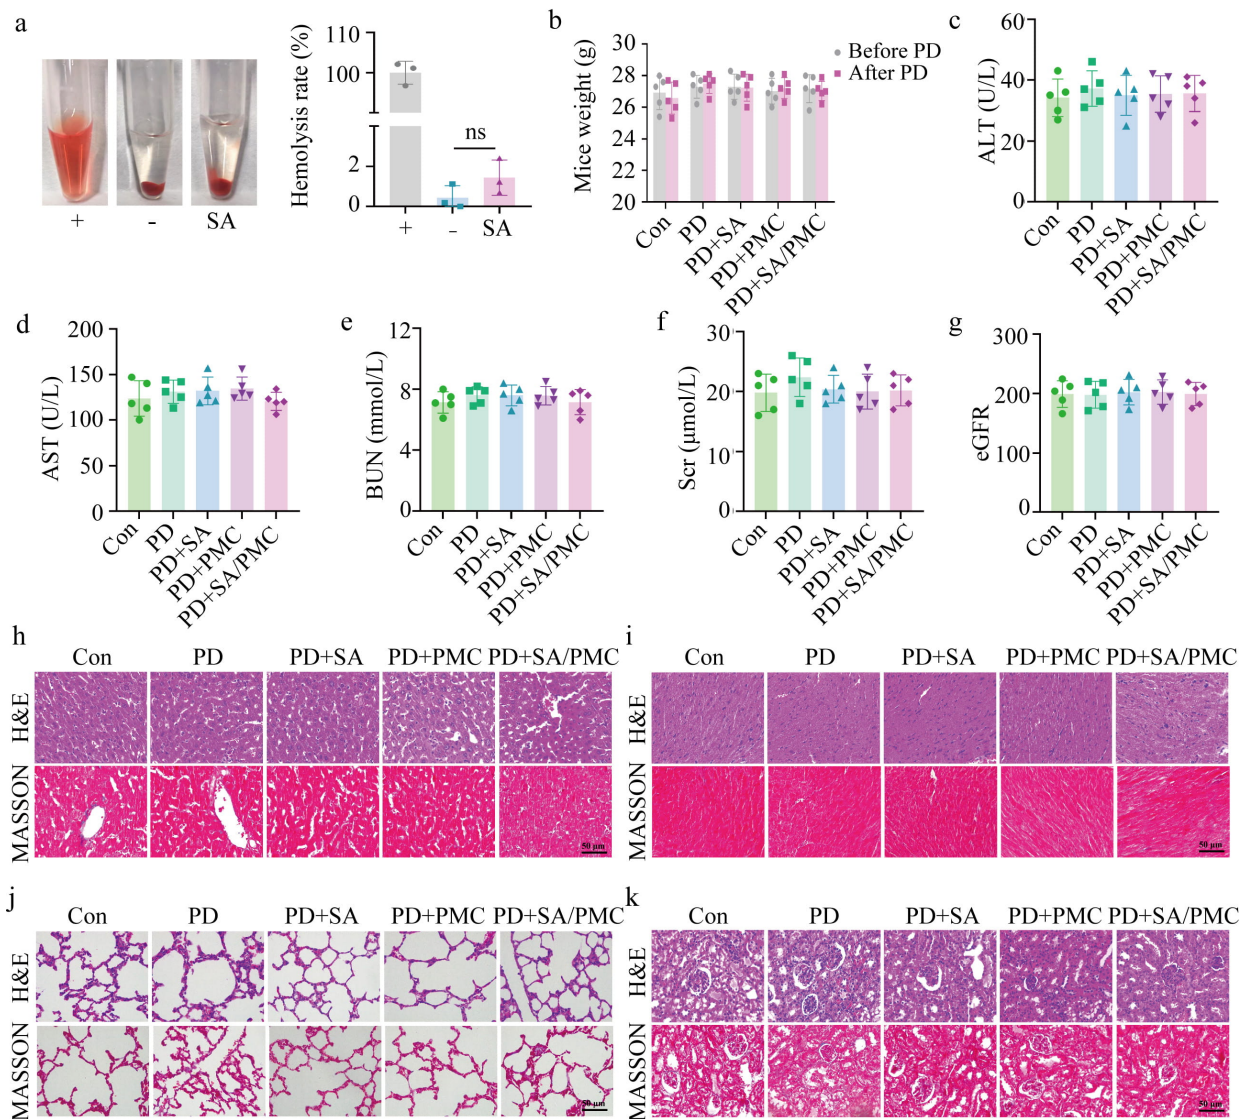 a
+
-
SA
Hemolysis rate (%)
110
100
2
0
ns
+
-
SA
b
Mice weight (g)
30
28
26
24
22
20
Before PD
After PD
Con
PD
PD+SA
PD+PMC
PD+SA/PMC
c
ALT (U/L)
60
40
20
0
Con
PD
PD+SA
PD+PMC
PD+SA/PMC
d
AST (U/L)
200
150
100
50
0
Con
PD
PD+SA
PD+PMC
PD+SA/PMC
e
BUN (mmol/L)
12
8
4
0
Con
PD
PD+SA
PD+PMC
PD+SA/PMC
f
Scr (μmol/L)
30
20
10
0
Con
PD
PD+SA
PD+PMC
PD+SA/PMC
g
eGFR
300
200
100
0
Con
PD
PD+SA
PD+PMC
PD+SA/PMC
h
Con PD PD+SA PD+PMC PD+SA/PMC
H&E
MASSON
50 μm
i
Con PD PD+SA PD+PMC PD+SA/PMC
H&E
MASSON
50 μm
j
Con PD PD+SA PD+PMC PD+SA/PMC
H&E
MASSON
50 μm
k
Con PD PD+SA PD+PMC PD+SA/PMC
H&E
MASSON
50 μm